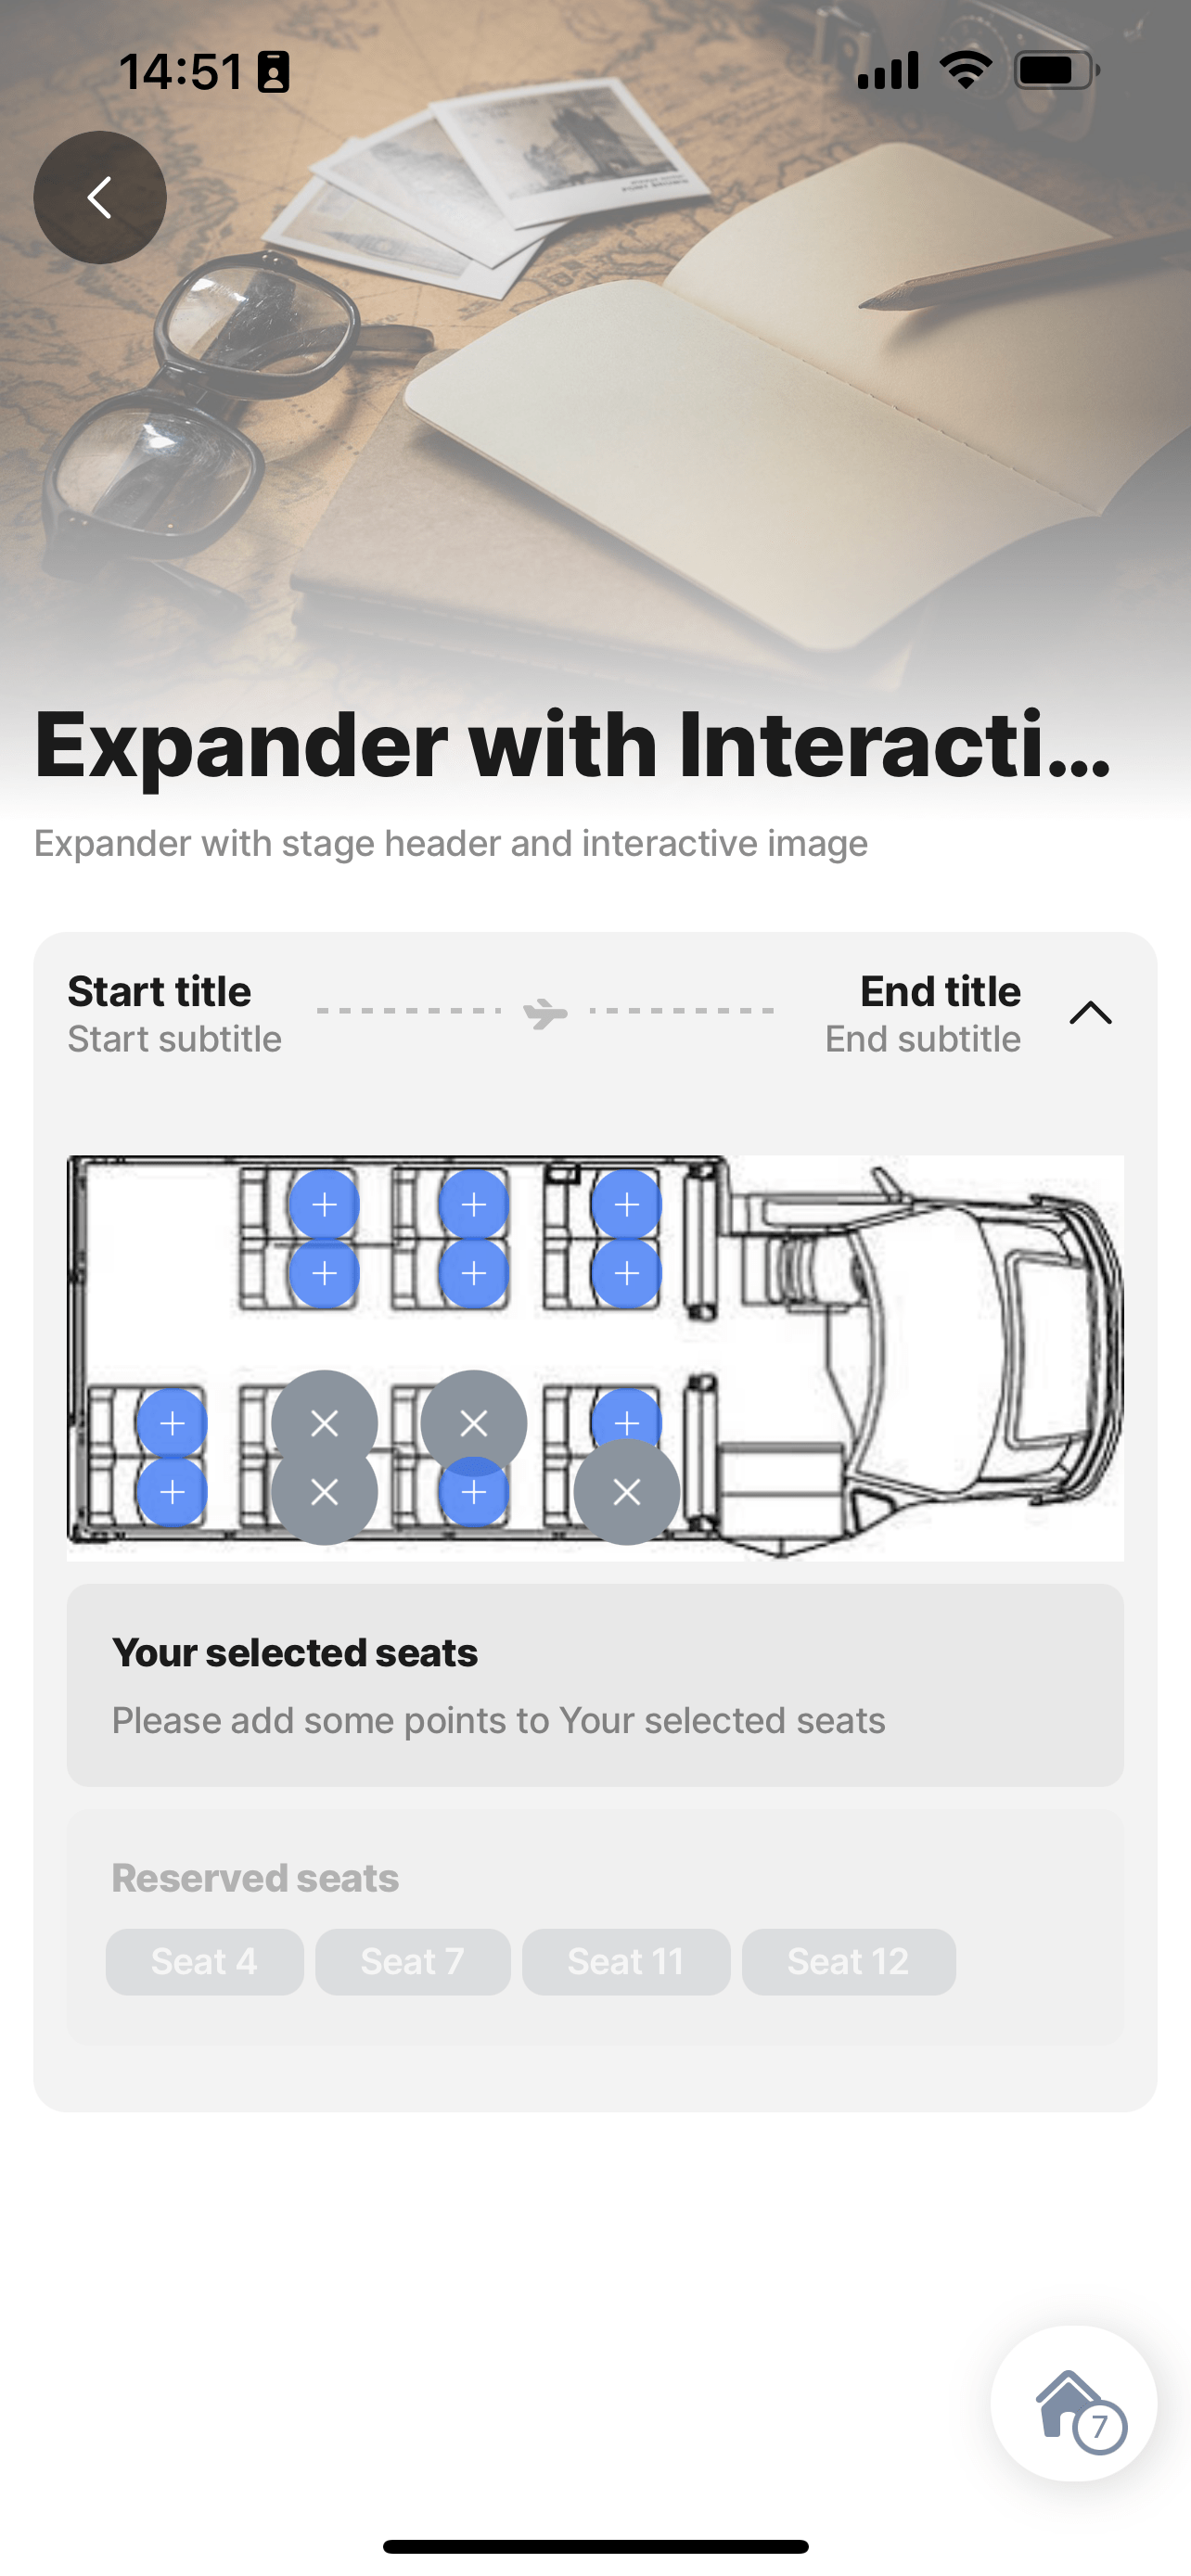 14:51
Expander with Interacti...
Expander with stage header and interactive image
Start title
End title
Start subtitle
End subtitle
Your selected seats
Please add some points to Your selected seats
Reserved seats
Seat 4 Seat 7 Seat 11 Seat 12
7